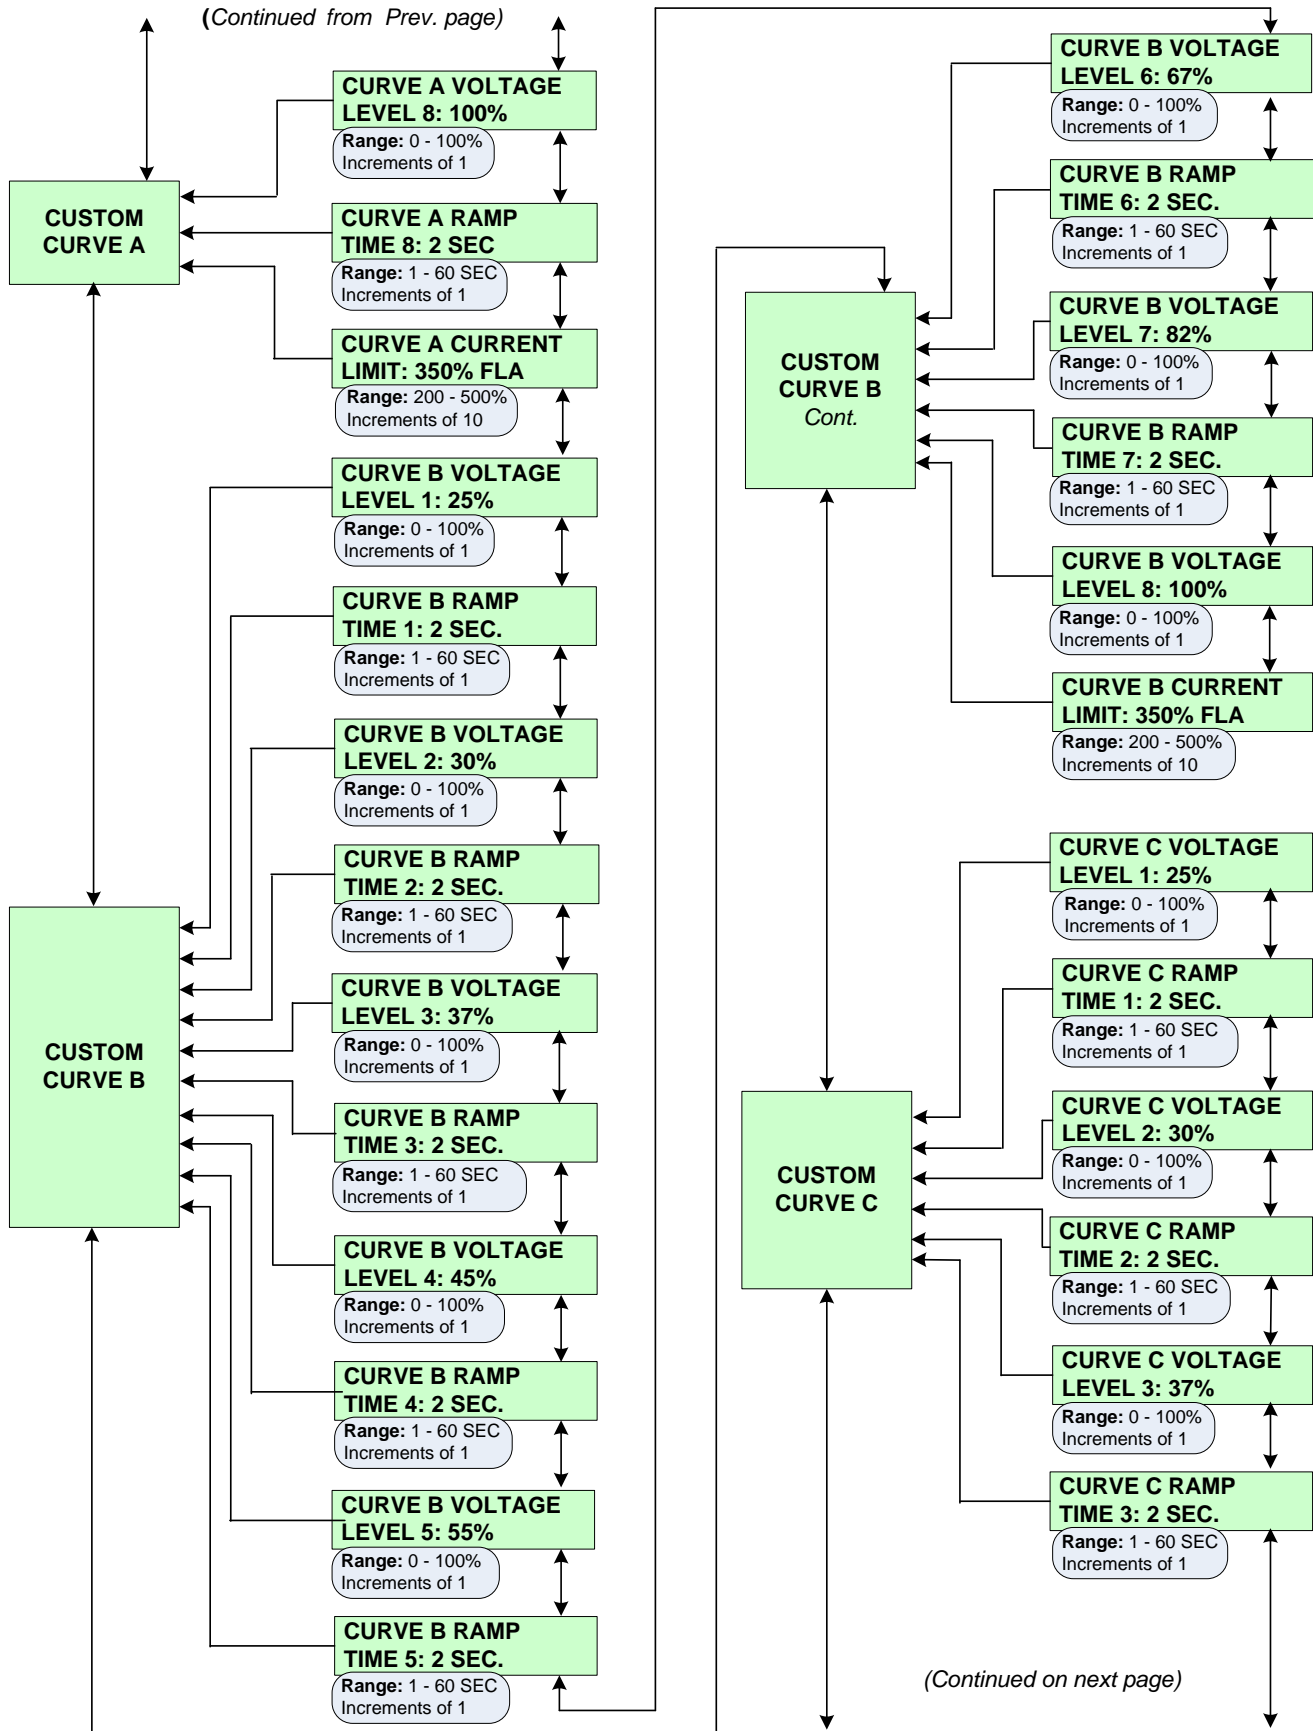 (Continued from Prev. page)
CURVE A VOLTAGE
LEVEL 8: 100%
Range: 0 - 100%
Increments of 1
CUSTOM
CURVE A
CURVE A RAMP
TIME 8: 2 SEC
Range: 1 - 60 SEC
Increments of 1
CURVE A CURRENT
LIMIT: 350% FLA
Range: 200 - 500%
Increments of 10
CURVE B VOLTAGE
LEVEL 1: 25%
Range: 0 - 100%
Increments of 1
CURVE B RAMP
TIME 1: 2 SEC.
Range: 1 - 60 SEC
Increments of 1
CURVE B VOLTAGE
LEVEL 2: 30%
Range: 0 - 100%
Increments of 1
CURVE B RAMP
TIME 2: 2 SEC.
Range: 1 - 60 SEC
Increments of 1
CURVE B VOLTAGE
LEVEL 3: 37%
Range: 0 - 100%
Increments of 1
CUSTOM
CURVE B
CURVE B RAMP
TIME 3: 2 SEC.
Range: 1 - 60 SEC
Increments of 1
CURVE B VOLTAGE
LEVEL 4: 45%
Range: 0 - 100%
Increments of 1
CURVE B RAMP
TIME 4: 2 SEC.
Range: 1 - 60 SEC
Increments of 1
CURVE B VOLTAGE
LEVEL 5: 55%
Range: 0 - 100%
Increments of 1
CURVE B RAMP
TIME 5: 2 SEC.
Range: 1 - 60 SEC
Increments of 1
CURVE B VOLTAGE
LEVEL 6: 67%
Range: 0 - 100%
Increments of 1
CURVE B RAMP
TIME 6: 2 SEC.
Range: 1 - 60 SEC
Increments of 1
CURVE B VOLTAGE
LEVEL 7: 82%
Range: 0 - 100%
Increments of 1
CUSTOM
CURVE B
Cont.
CURVE B RAMP
TIME 7: 2 SEC.
Range: 1 - 60 SEC
Increments of 1
CURVE B VOLTAGE
LEVEL 8: 100%
Range: 0 - 100%
Increments of 1
CURVE B CURRENT
LIMIT: 350% FLA
Range: 200 - 500%
Increments of 10
CURVE C VOLTAGE
LEVEL 1: 25%
Range: 0 - 100%
Increments of 1
CURVE C RAMP
TIME 1: 2 SEC.
Range: 1 - 60 SEC
Increments of 1
CURVE C VOLTAGE
LEVEL 2: 30%
Range: 0 - 100%
Increments of 1
CUSTOM
CURVE C
CURVE C RAMP
TIME 2: 2 SEC.
Range: 1 - 60 SEC
Increments of 1
CURVE C VOLTAGE
LEVEL 3: 37%
Range: 0 - 100%
Increments of 1
CURVE C RAMP
TIME 3: 2 SEC.
Range: 1 - 60 SEC
Increments of 1
(Continued on next page)